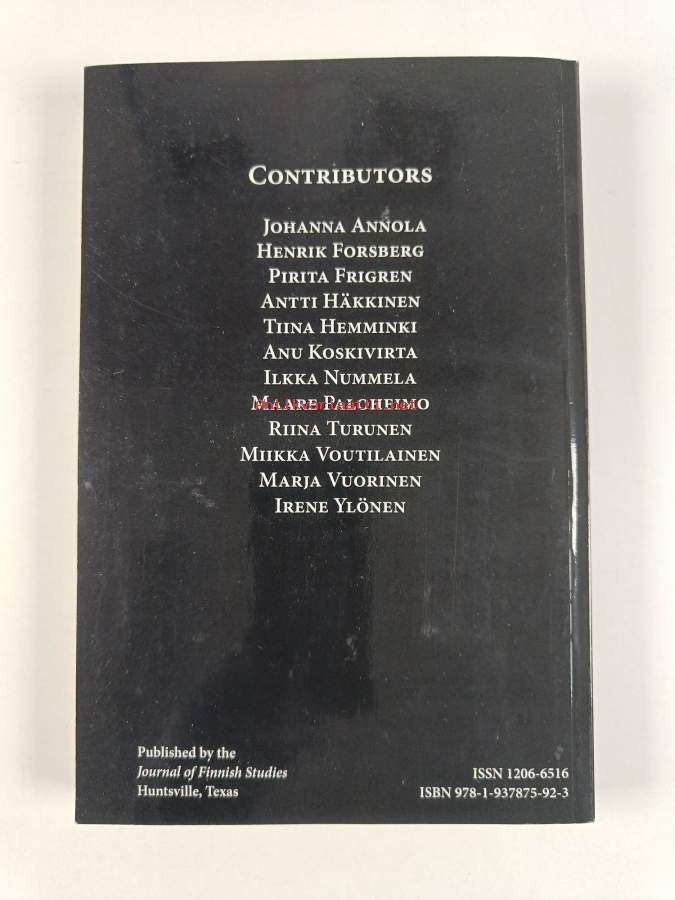 CONTRIBUTORS
JOHANNA ANNOLA
HENRIK FORSBERG
PIRITA FRIGREN
ANTTI HÄKKINEN
TIINA HEMMINKI
ANU KOSKIVIRTA
ILKKA NUMMELA
MAARE PALOHEIMO
RIINA TURUNEN
MIIKKA VOUTILAINEN
MARJA VUORINEN
IRENE YLÖNEN
Published by the
Journal of Finnish Studies
Huntsville, Texas
ISSN 1206-6516
ISBN 978-1-937875-92-3